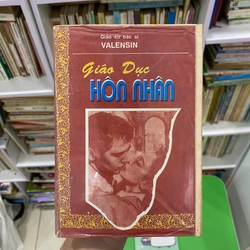 Giáo sư bác sĩ
VALENSIN
Giáo Dục
HÔN NHÂN